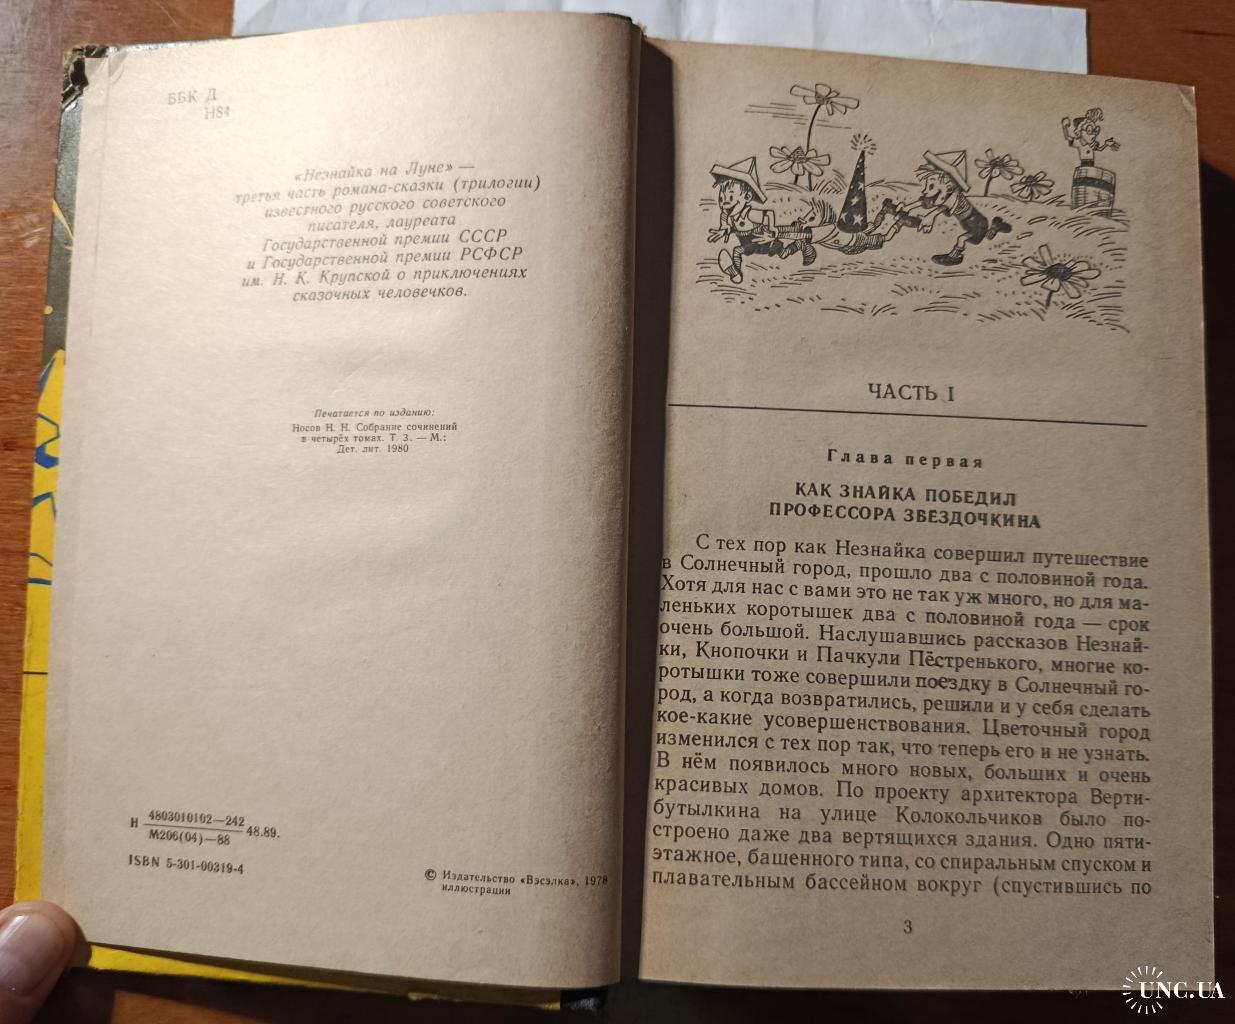 ББК Д
Н84
«Незнайка на Луне» —
третья часть романа-сказки (трилогии)
известного русского советского
писателя, лауреата
Государственной премии СССР
и Государственной премии РСФСР
им. Н. К. Крупской о приключениях
сказочных человечков.
Печатается по изданию:
Носов Н. Н. Собрание сочинений
в четырёх томах. Т. 3. — М.:
Дет. лит. 1980
Н 4803010102—242
М206(04)—88 48.89.
ISBN 5-301-00319-4
© Издательство «Вэсэлка», 1978
иллюстрации
ЧАСТЬ I
Глава первая
КАК ЗНАЙКА ПОБЕДИЛ
ПРОФЕССОРА ЗВЕЗДОЧКИНА
С тех пор как Незнайка совершил путешествие
в Солнечный город, прошло два с половиной года.
Хотя для нас с вами это не так уж много, но для ма-
леньких коротышек два с половиной года — срок
очень большой. Наслушавшись рассказов Незнай-
ки, Кнопочки и Пачкули Пёстренького, многие ко-
ротышки тоже совершили поездку в Солнечный го-
род, а когда возвратились, решили и у себя сделать
кое-какие усовершенствования. Цветочный город
изменился с тех пор так, что теперь его и не узнать.
В нём появилось много новых, больших и очень
красивых домов. По проекту архитектора Верти-
бутылкина на улице Колокольчиков было по-
строено даже два вертящихся здания. Одно пяти-
этажное, башенного типа, со спиральным спуском и
плавательным бассейном вокруг (спустившись по
3
UNC.UA